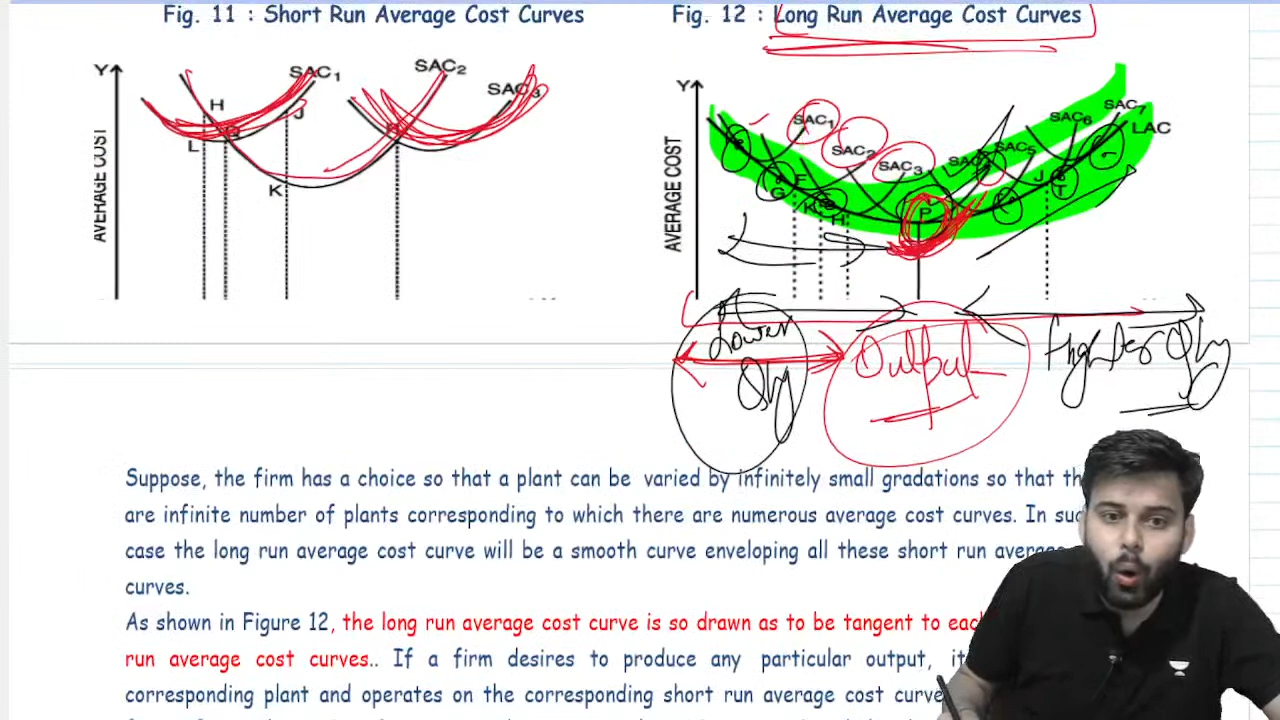 Fig. 11 : Short Run Average Cost Curves
Fig. 12 : Long Run Average Cost Curves
Y
SAC1
SAC2
SAC3
H
J
L
K
AVERAGE COST
Y
SAC1
SAC2
SAC3
SAC5
SAC6
SAC7
LAC
F
G
K
H
P
J
T
AVERAGE COST
Lower Qty
Output
Higher Qty
Suppose, the firm has a choice so that a plant can be varied by infinitely small gradations so that
are infinite number of plants corresponding to which there are numerous average cost curves. In
case the long run average cost curve will be a smooth curve enveloping all these short run
curves.
As shown in Figure 12, the long run average cost curve is so drawn as to be tangent to
run average cost curves.. If a firm desires to produce any particular output,
corresponding plant and operates on the corresponding short run average cost curve